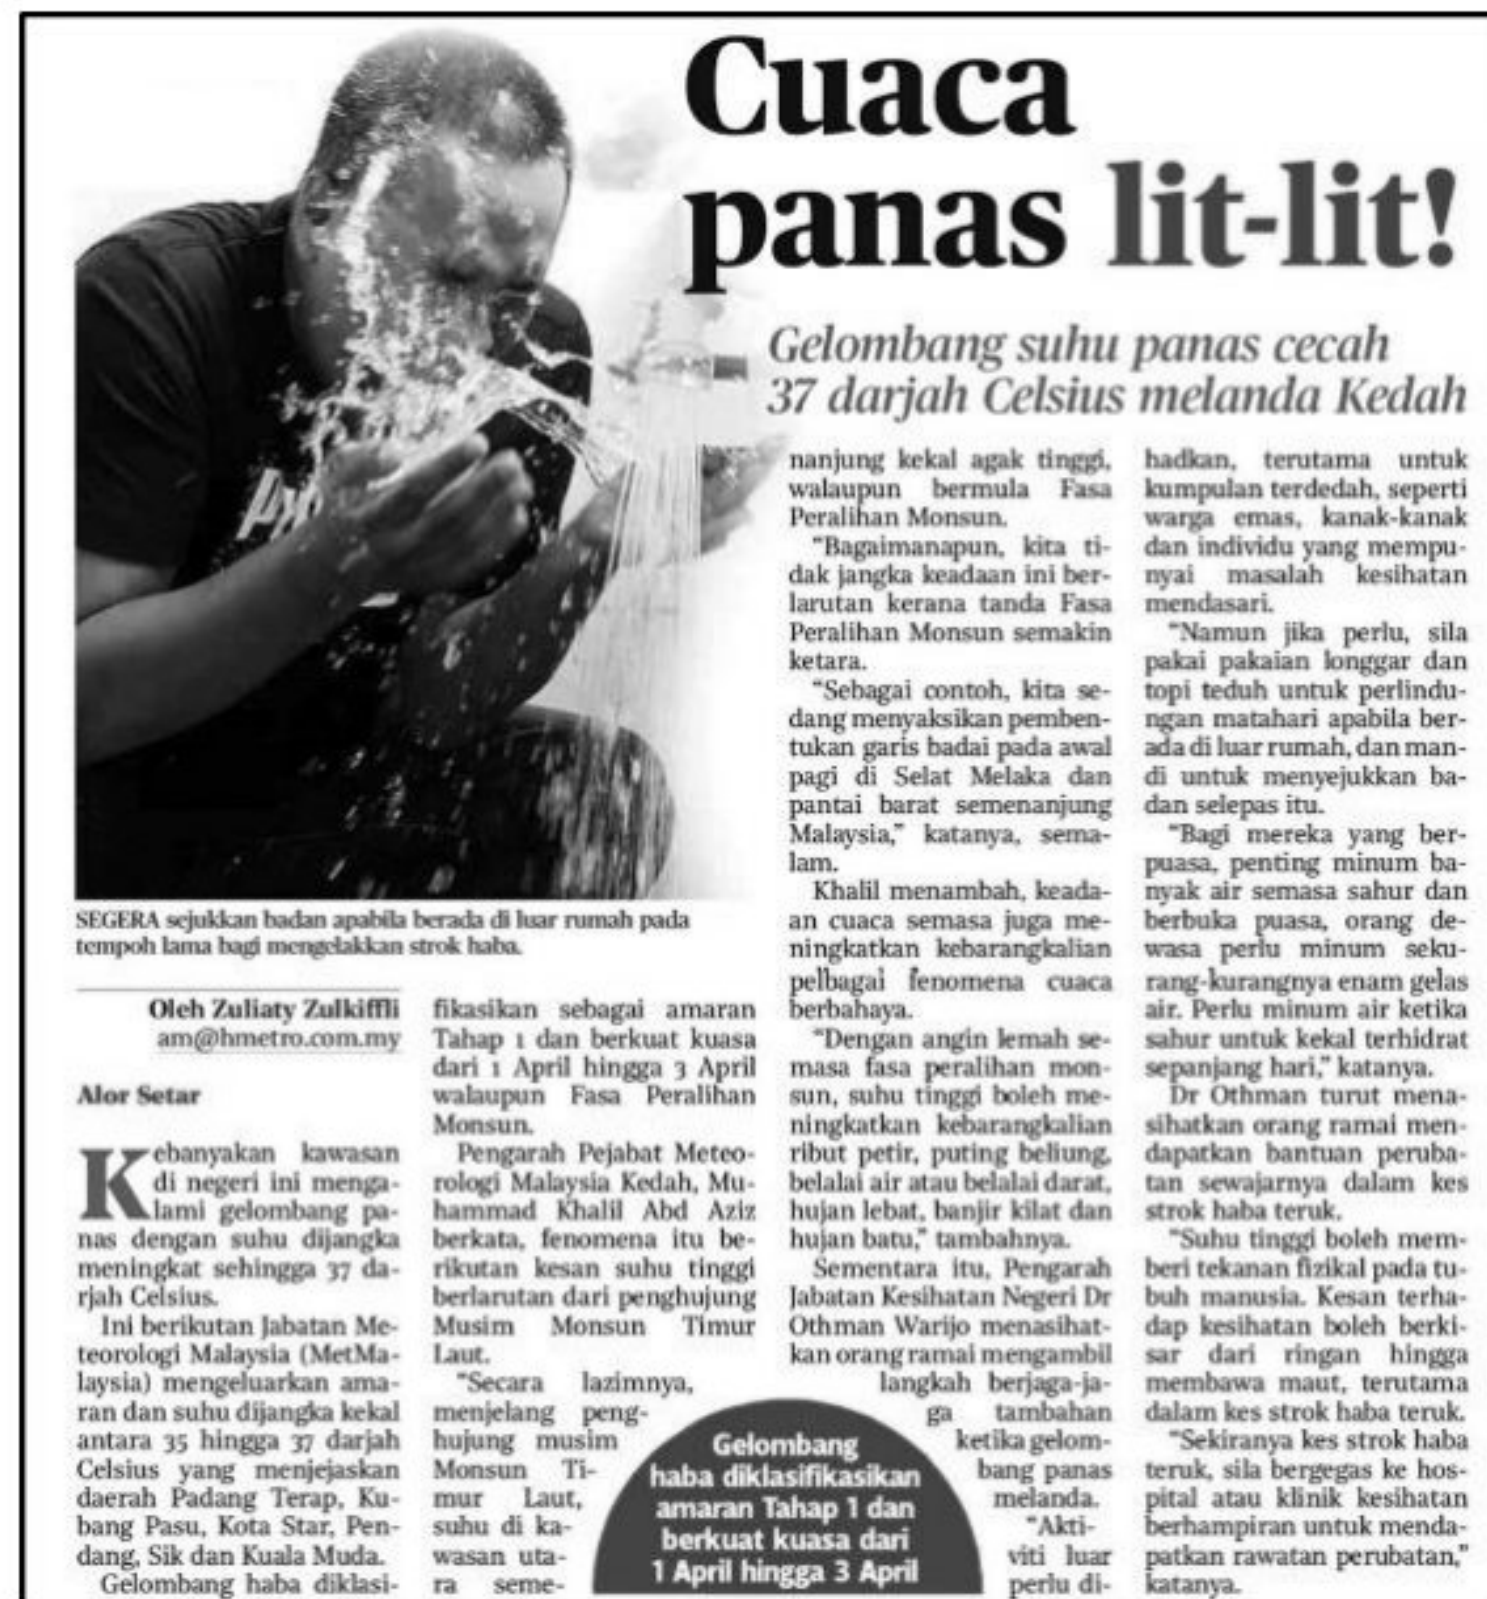 Cuaca
panas lit-lit!
Gelombang suhu panas cecah
37 darjah Celsius melanda Kedah
SEGERA sejukkan badan apabila berada di luar rumah pada
tempoh lama bagi mengelakkan strok haba.
Oleh Zuliaty Zulkiffli
am@hmetro.com.my
Alor Setar
Kebanyakan kawasan
di negeri ini menga-
lami gelombang pa-
nas dengan suhu dijangka
meningkat sehingga 37 da-
rjah Celsius.
Ini berikutan Jabatan Me-
teorologi Malaysia (MetMa-
laysia) mengeluarkan ama-
ran dan suhu dijangka kekal
antara 35 hingga 37 darjah
Celsius yang menjejaskan
daerah Padang Terap, Ku-
bang Pasu, Kota Star, Pen-
dang, Sik dan Kuala Muda.
Gelombang haba diklasi-
fikasikan sebagai amaran
Tahap 1 dan berkuat kuasa
dari 1 April hingga 3 April
walaupun Fasa Peralihan
Monsun.
Pengarah Pejabat Meteo-
rologi Malaysia Kedah, Mu-
hammad Khalil Abd Aziz
berkata, fenomena itu be-
rikutan kesan suhu tinggi
berlarutan dari penghujung
Musim Monsun Timur
Laut.
"Secara lazimnya,
menjelang peng-
hujung musim
Monsun Ti-
mur Laut,
suhu di ka-
wasan uta-
ra seme-
nanjung kekal agak tinggi,
walaupun bermula Fasa
Peralihan Monsun.
"Bagaimanapun, kita ti-
dak jangka keadaan ini ber-
larutan kerana tanda Fasa
Peralihan Monsun semakin
ketara.
"Sebagai contoh, kita se-
dang menyaksikan pemben-
tukan garis badai pada awal
pagi di Selat Melaka dan
pantai barat semenanjung
Malaysia," katanya, sema-
lam.
Khalil menambah, keada-
an cuaca semasa juga me-
ningkatkan kebarangkalian
pelbagai fenomena cuaca
berbahaya.
"Dengan angin lemah se-
masa fasa peralihan mon-
sun, suhu tinggi boleh me-
ningkatkan kebarangkalian
ribut petir, puting beliung,
belalai air atau belalai darat,
hujan lebat, banjir kilat dan
hujan batu," tambahnya.
Sementara itu, Pengarah
Jabatan Kesihatan Negeri Dr
Othman Warijo menasihat-
kan orang ramai mengambil
langkah berjaga-ja-
ga tambahan
ketika gelom-
bang panas
melanda.
"Akti-
viti luar
perlu di-
hadkan, terutama untuk
kumpulan terdedah, seperti
warga emas, kanak-kanak
dan individu yang mempu-
nyai masalah kesihatan
mendasari.
"Namun jika perlu, sila
pakai pakaian longgar dan
topi teduh untuk perlindu-
ngan matahari apabila ber-
ada di luar rumah, dan man-
di untuk menyejukkan ba-
dan selepas itu.
"Bagi mereka yang ber-
puasa, penting minum ba-
nyak air semasa sahur dan
berbuka puasa, orang de-
wasa perlu minum seku-
rang-kurangnya enam gelas
air. Perlu minum air ketika
sahur untuk kekal terhidrat
sepanjang hari," katanya.
Dr Othman turut mena-
sihatkan orang ramai men-
dapatkan bantuan peruba-
tan sewajarnya dalam kes
strok haba teruk.
"Suhu tinggi boleh mem-
beri tekanan fizikal pada tu-
buh manusia. Kesan terha-
dap kesihatan boleh berki-
sar dari ringan hingga
membawa maut, terutama
dalam kes strok haba teruk.
"Sekiranya kes strok haba
teruk, sila bergegas ke hos-
pital atau klinik kesihatan
berhampiran untuk menda-
patkan rawatan perubatan,"
katanya.
Gelombang
haba diklasifikasikan
amaran Tahap 1 dan
berkuat kuasa dari
1 April hingga 3 April